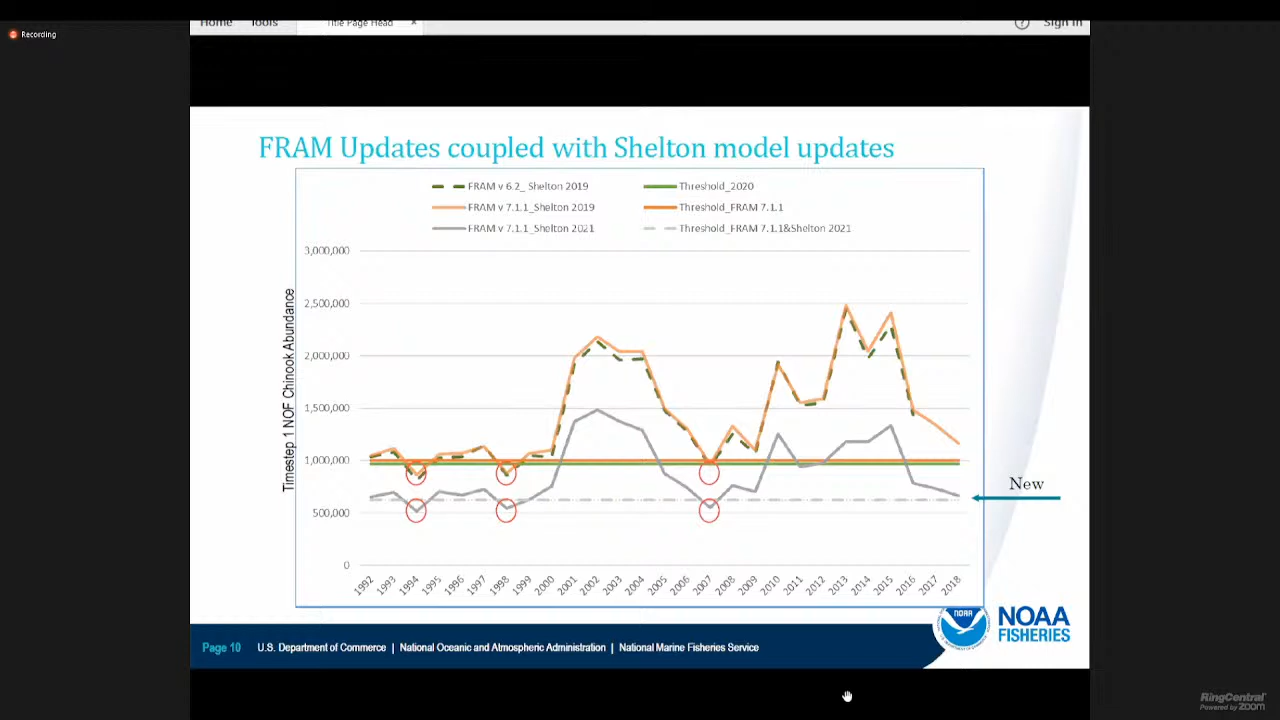 Home Tools Title Page Head × ? Sign In
Recording
FRAM Updates coupled with Shelton model updates
FRAM v 6.2_ Shelton 2019 Threshold_2020
FRAM v 7.1.1_Shelton 2019 Threshold_FRAM 7.1.1
FRAM v 7.1.1_Shelton 2021 Threshold_FRAM 7.1.1&Shelton 2021
Timestep 1 NOF Chinook Abundance
3,000,000
2,500,000
2,000,000
1,500,000
1,000,000
500,000
0
New
1992 1993 1994 1995 1996 1997 1998 1999 2000 2001 2002 2003 2004 2005 2006 2007 2008 2009 2010 2011 2012 2013 2014 2015 2016 2017 2018
NOAA
NOAA
FISHERIES
Page 10 U.S. Department of Commerce | National Oceanic and Atmospheric Administration | National Marine Fisheries Service
RingCentral
Powered by zoom